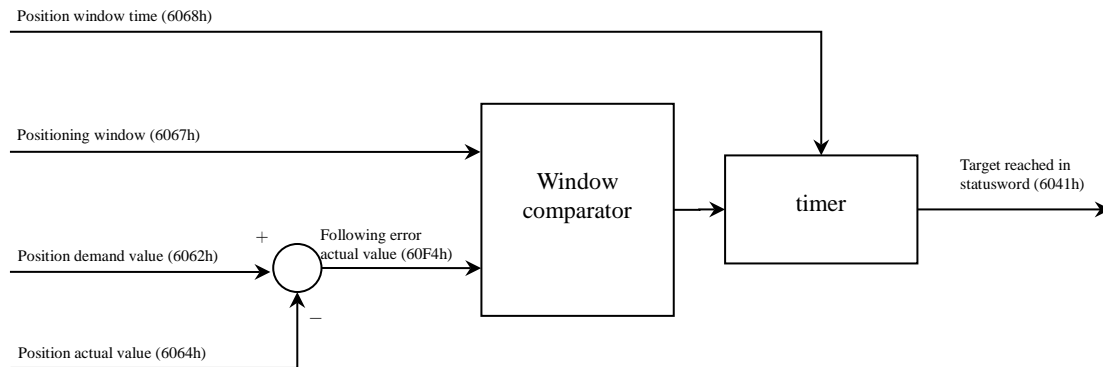 Position window time (6068h)
Positioning window (6067h)
Window
comparator
Target reached in
statusword (6041h)
timer
+
Following error
actual value (60F4h)
Position demand value (6062h)
−
Position actual value (6064h)